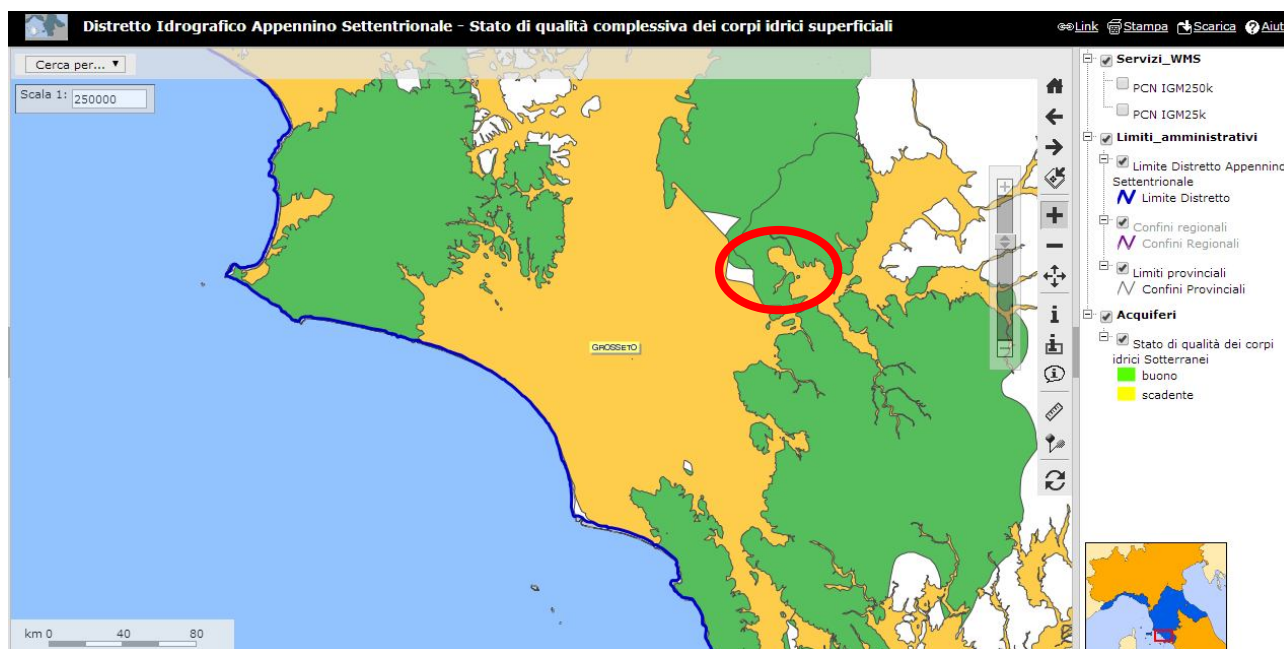 Distretto Idrografico Appennino Settentrionale - Stato di qualità complessiva dei corpi idrici superficiali
Link Stampa Scarica Aiut
Cerca per... ▼
Scala 1: 250000
GROSSETO
km 0 40 80
Servizi_WMS
PCN IGM250k
PCN IGM25k
Limiti_amministrativi
Limite Distretto Appennino
Settentrionale
Limite Distretto
Confini regionali
Confini Regionali
Limiti provinciali
Confini Provinciali
Acquiferi
Stato di qualità dei corpi
idrici Sotterranei
buono
scadente